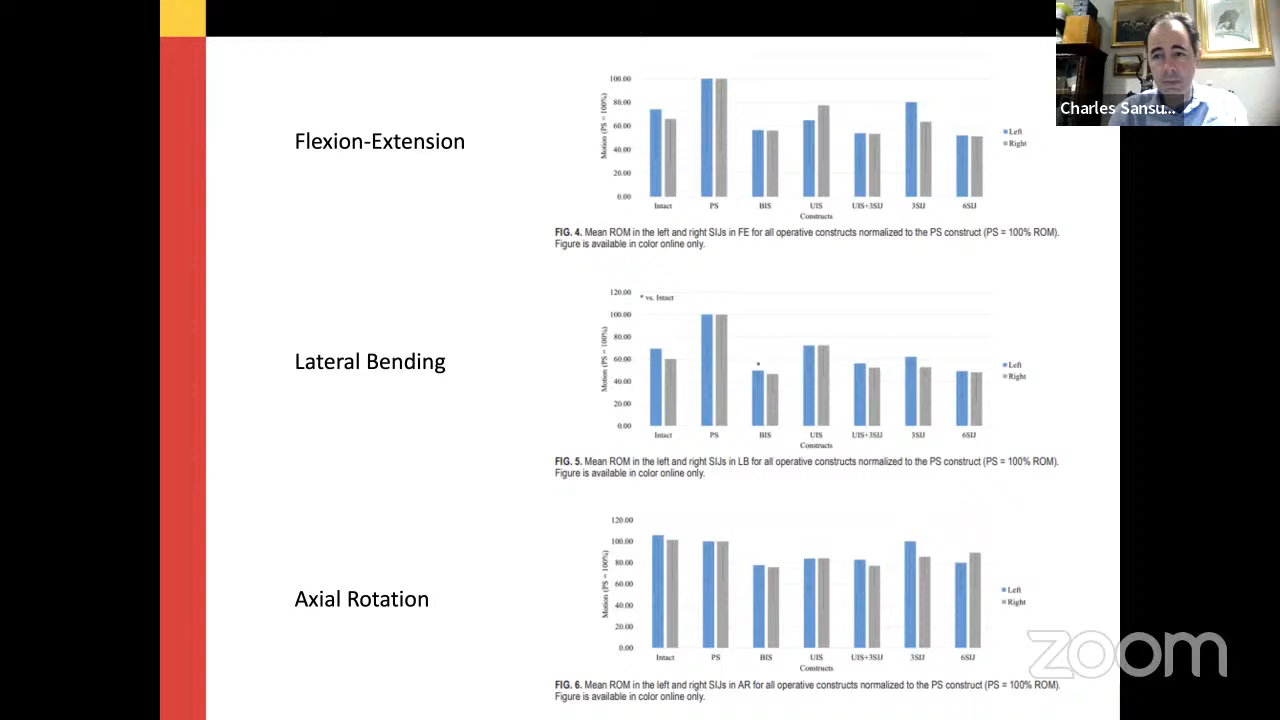 Charles Sansu...
Flexion-Extension
Motion (PS = 100%)
100.00
80.00
60.00
40.00
20.00
0.00
Intact PS BIS UIS UIS+3SIJ 3SIJ 6SIJ
Constructs
Left
Right
FIG. 4. Mean ROM in the left and right SIJs in FE for all operative constructs normalized to the PS construct (PS = 100% ROM).
Figure is available in color online only.
Lateral Bending
Motion (PS = 100%)
120.00
* vs. Intact
100.00
80.00
60.00
40.00
20.00
0.00
*
Intact PS BIS UIS UIS+3SIJ 3SIJ 6SIJ
Constructs
Left
Right
FIG. 5. Mean ROM in the left and right SIJs in LB for all operative constructs normalized to the PS construct (PS = 100% ROM).
Figure is available in color online only.
Axial Rotation
Motion (PS = 100%)
120.00
100.00
80.00
60.00
40.00
20.00
0.00
Intact PS BIS UIS UIS+3SIJ 3SIJ 6SIJ
Constructs
Left
Right
FIG. 6. Mean ROM in the left and right SIJs in AR for all operative constructs normalized to the PS construct (PS = 100% ROM).
Figure is available in color online only.
zoom